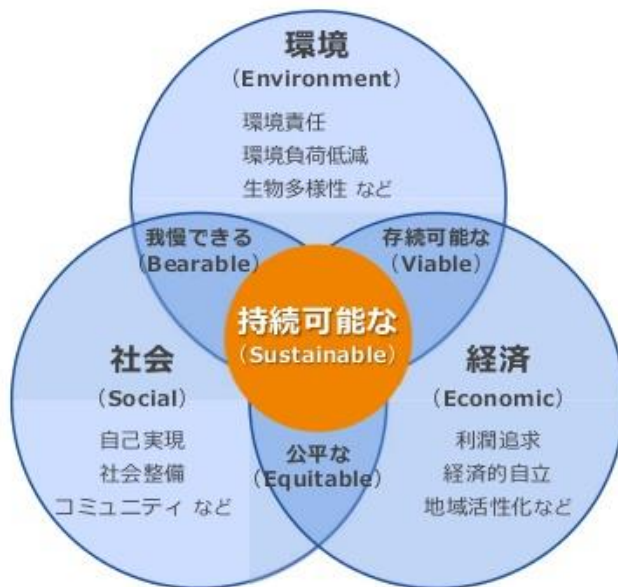 環境
(Environment)
環境責任
環境負荷低減
生物多様性 など
我慢できる
(Bearable)
存続可能な
(Viable)
持続可能な
(Sustainable)
社会
(Social)
自己実現
社会整備
コミュニティ など
経済
(Economic)
利潤追求
経済的自立
地域活性化など
公平な
(Equitable)